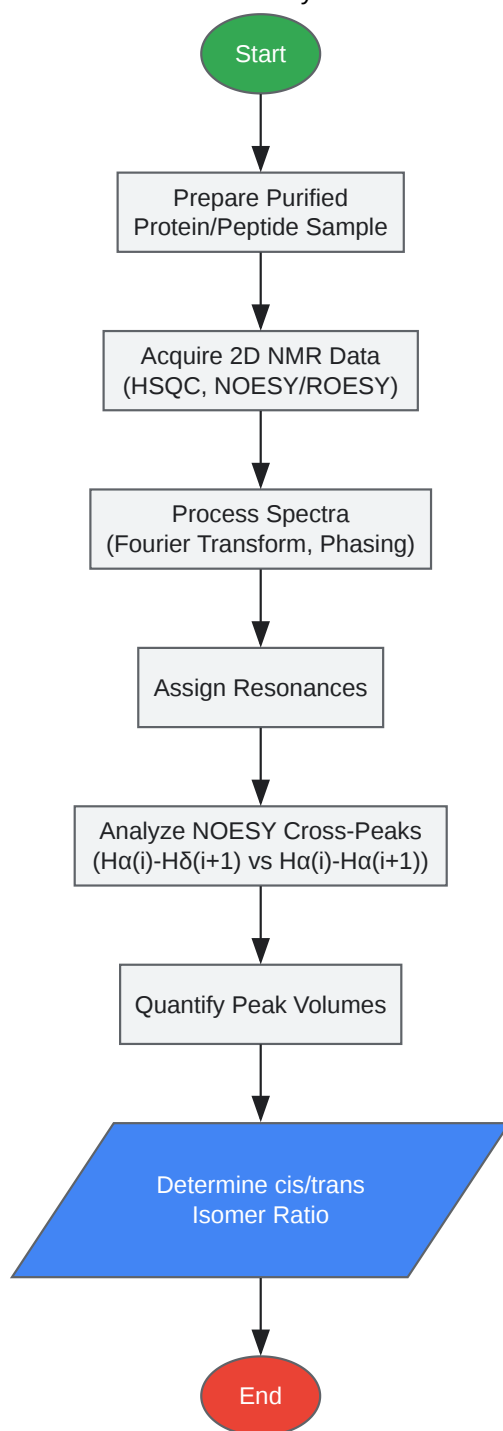 Start
Prepare Purified
Protein/Peptide Sample
Acquire 2D NMR Data
(HSQC, NOESY/ROESY)
Process Spectra
(Fourier Transform, Phasing)
Assign Resonances
Analyze NOESY Cross-Peaks
(Hα(i)-Hδ(i+1) vs Hα(i)-Hα(i+1))
Quantify Peak Volumes
Determine cis/trans
Isomer Ratio
End